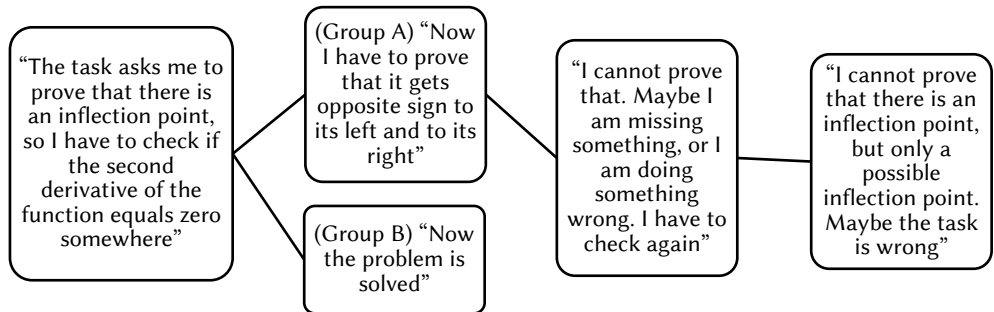 “The task asks me to
prove that there is
an inflection point,
so I have to check if
the second
derivative of the
function equals zero
somewhere”
(Group A) “Now
I have to prove
that it gets
opposite sign to
its left and to its
right”
(Group B) “Now
the problem is
solved”
“I cannot prove
that. Maybe I
am missing
something, or I
am doing
something
wrong. I have to
check again”
“I cannot prove
that there is an
inflection point,
but only a
possible
inflection point.
Maybe the task
is wrong”